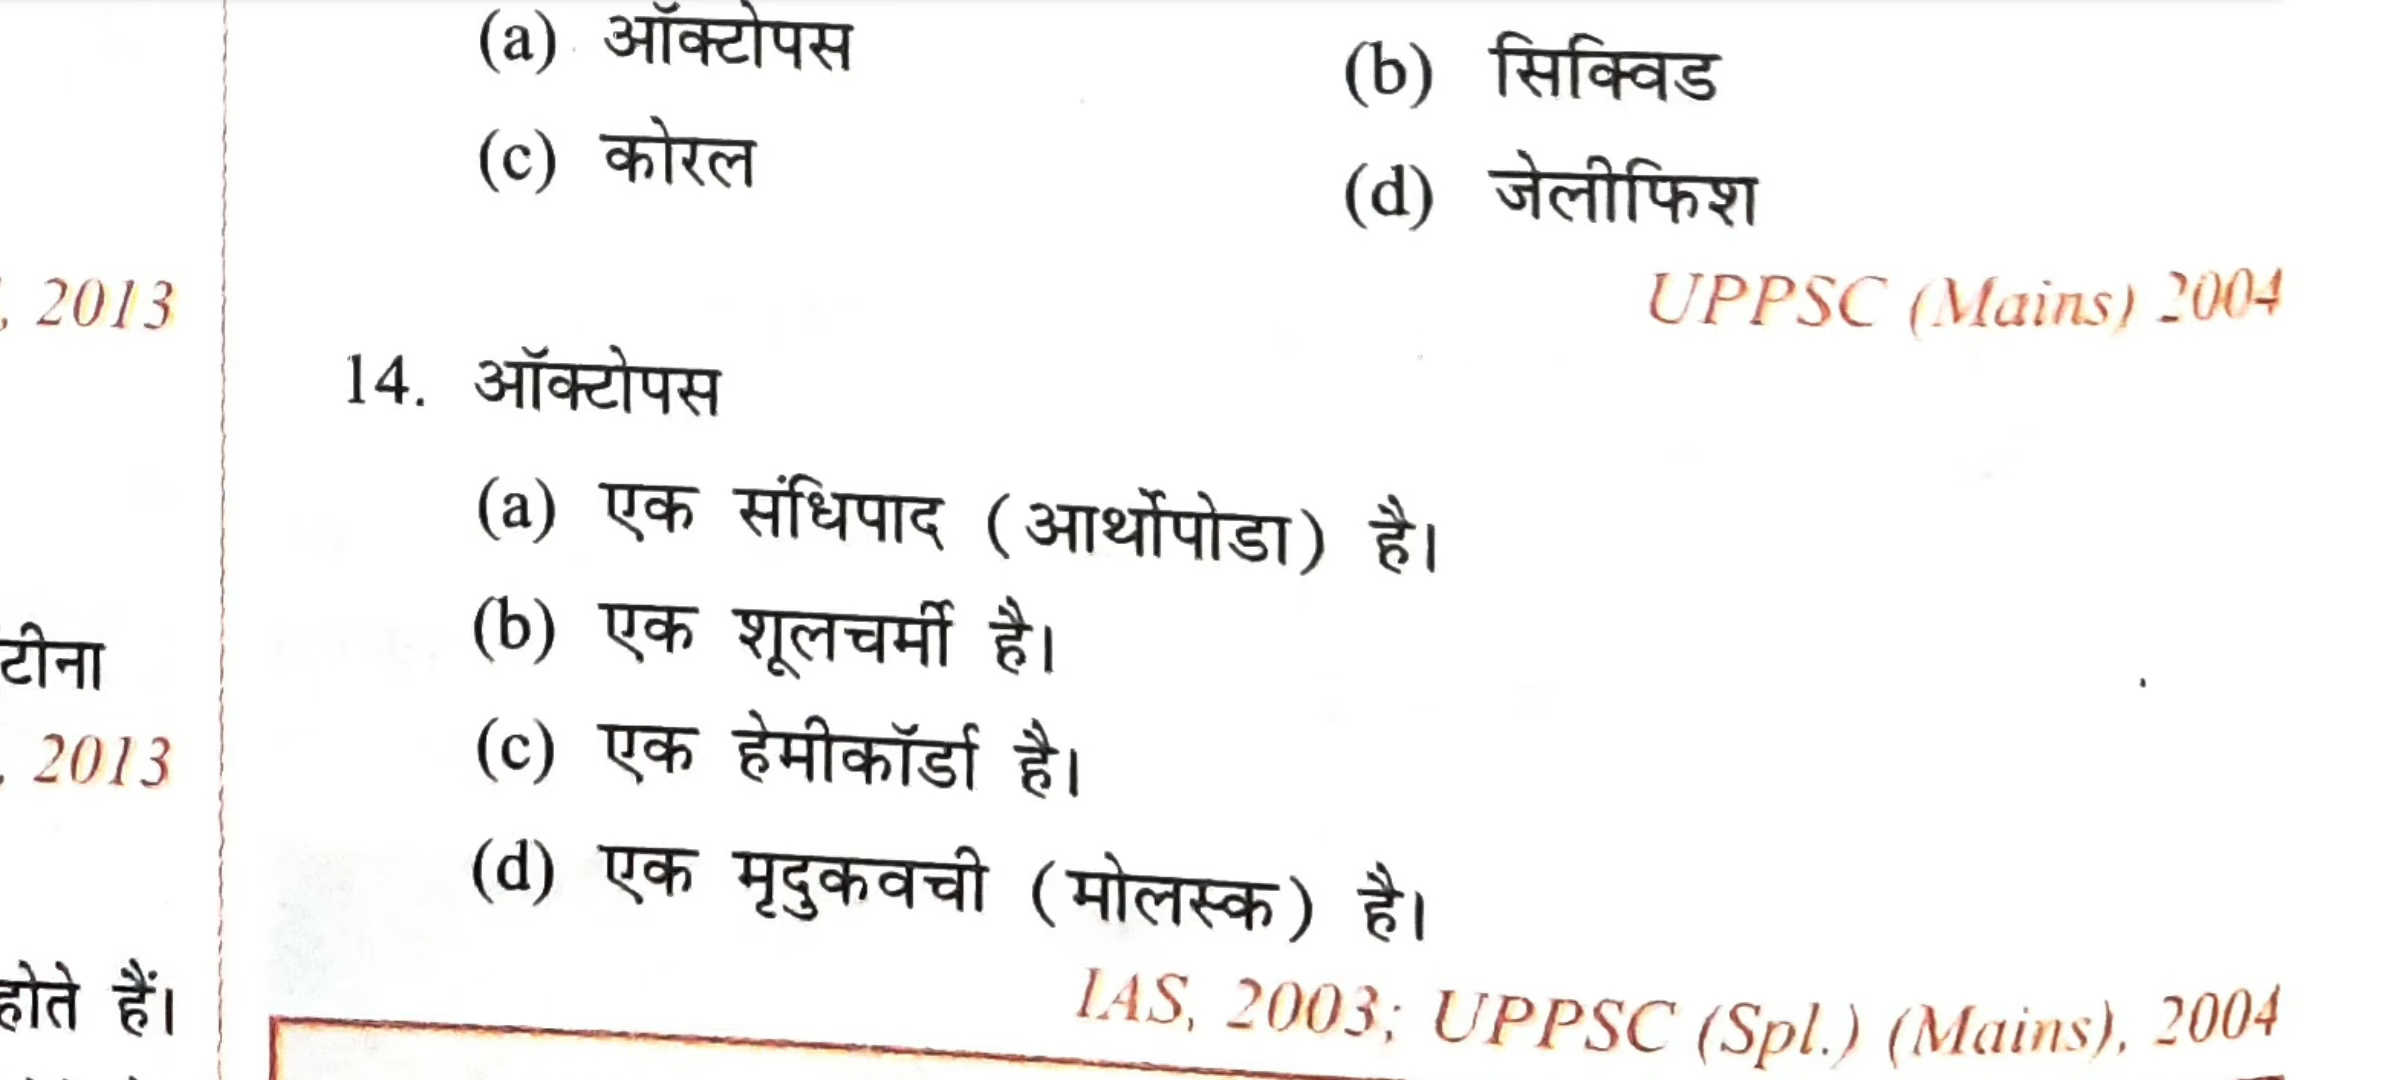 , 2013
टीना
. 2013
होते हैं।
(a) ऑक्टोपस (b) सिक्विड
(c) कोरल (d) जेलीफिश
UPPSC (Mains) 2004
14. ऑक्टोपस
(a) एक संधिपाद (आर्थोपोडा) है।
(b) एक शूलचर्मी है।
(c) एक हेमीकॉर्डा है।
(d) एक मृदुकवची (मोलस्क) है।
IAS, 2003; UPPSC (Spl.) (Mains), 2004